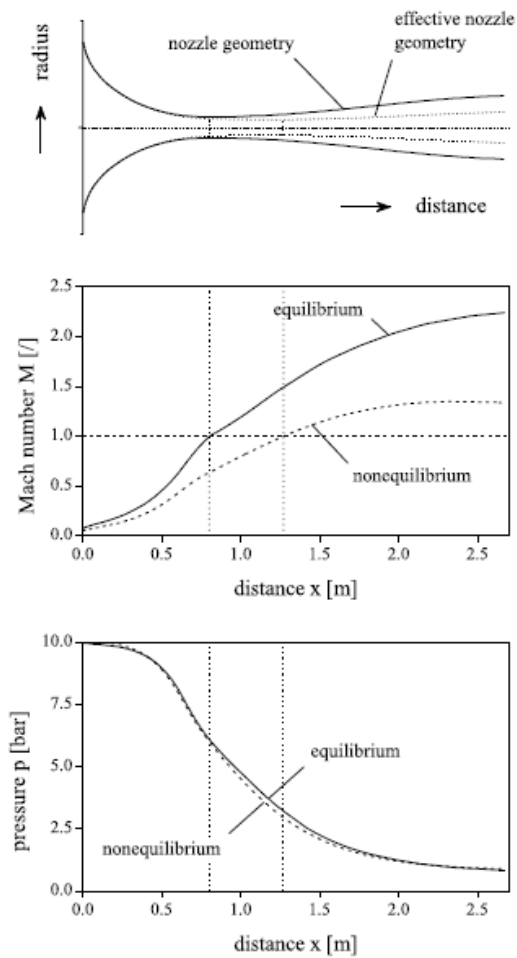 radius
nozzle geometry
effective nozzle
geometry
distance
Mach number M [/]
2.5
2.0
1.5
1.0
0.5
0.0
equilibrium
nonequilibrium
0.0 0.5 1.0 1.5 2.0 2.5
distance x [m]
pressure p [bar]
10.0
7.5
5.0
2.5
0.0
equilibrium
nonequilibrium
0.0 0.5 1.0 1.5 2.0 2.5
distance x [m]